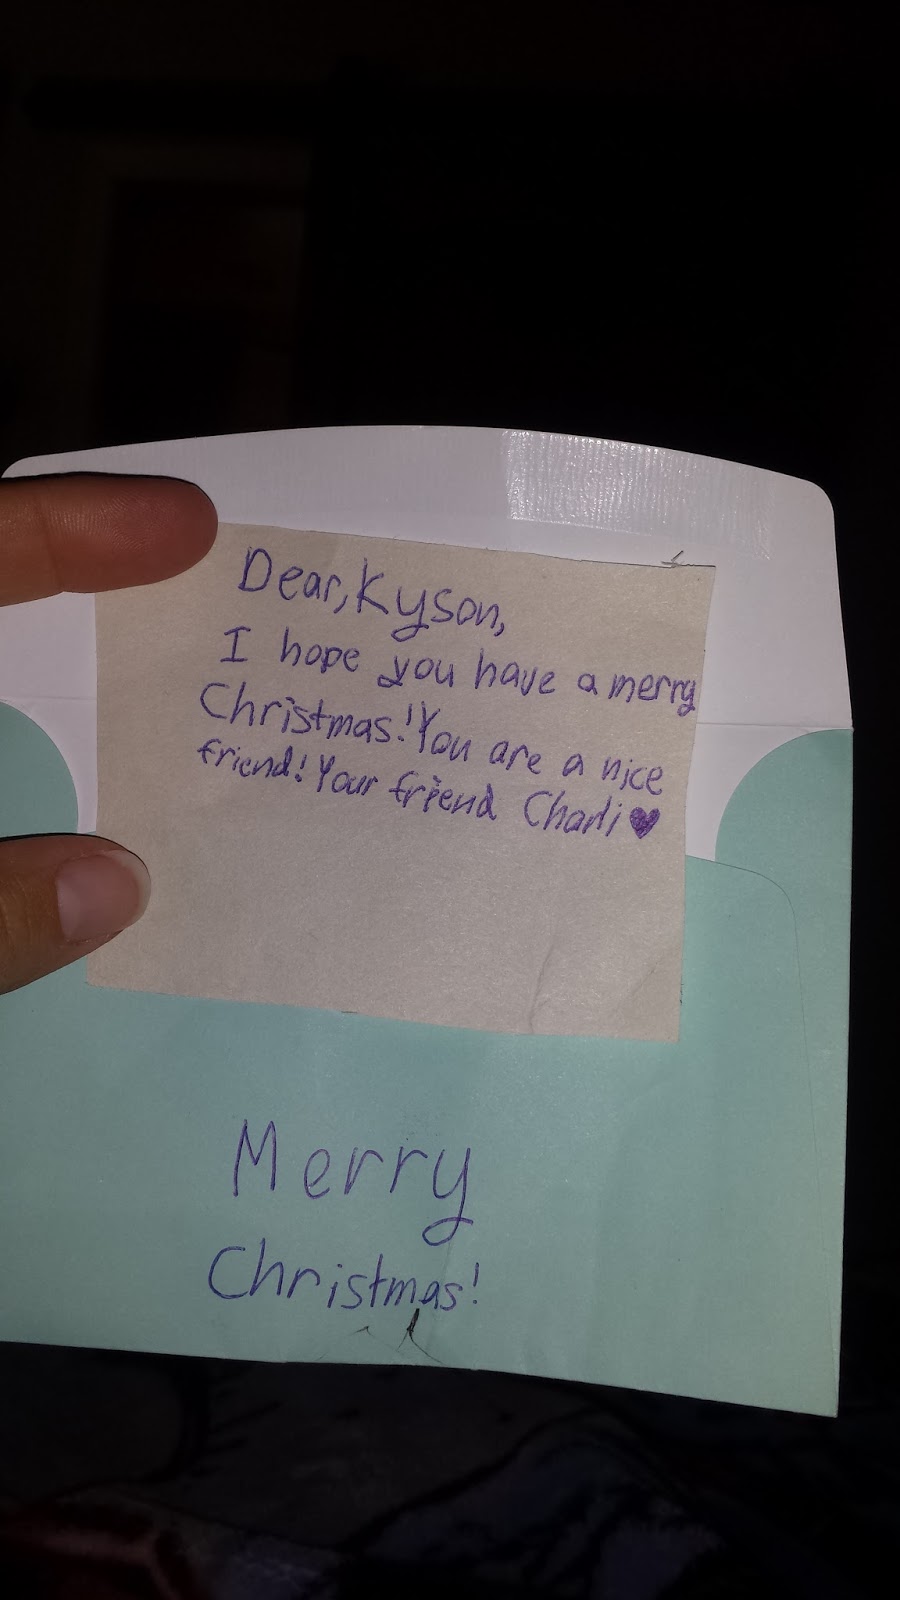 Dear, Kyson,
I hope you have a merry
Christmas! You are a nice
friend! Your friend Charli♥
Merry
Christmas!